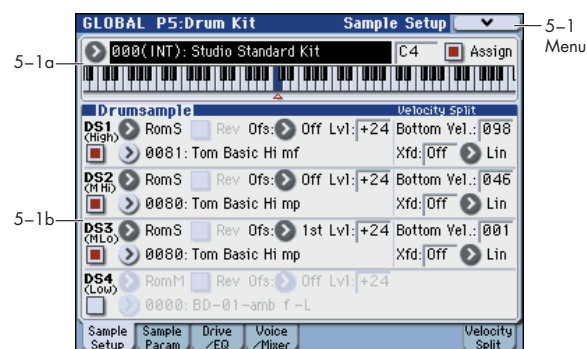 GLOBAL P5:Drum Kit Sample Setup
5–1
Menu
5–1a
000(INT): Studio Standard Kit C4 Assign
Drumsample Velocity Split
DS1 RomS Rev Ofs: Off Lvl: +24 Bottom Vel.: 098
(High) 0081: Tom Basic Hi mf Xfd: Off Lin
DS2 RomS Rev Ofs: Off Lvl: +24 Bottom Vel.: 046
(M Hi) 0080: Tom Basic Hi mp Xfd: Off Lin
5–1b
DS3 RomS Rev Ofs: 1st Lvl: +24 Bottom Vel.: 001
(MLo) 0080: Tom Basic Hi mp Xfd: Off Lin
DS4 RomM Rev Ofs: Off Lvl: +24
(Low) 0000: BD-01-amb f -L
Sample Setup
Sample Param
Drive /EQ
Voice /Mixer
Velocity Split